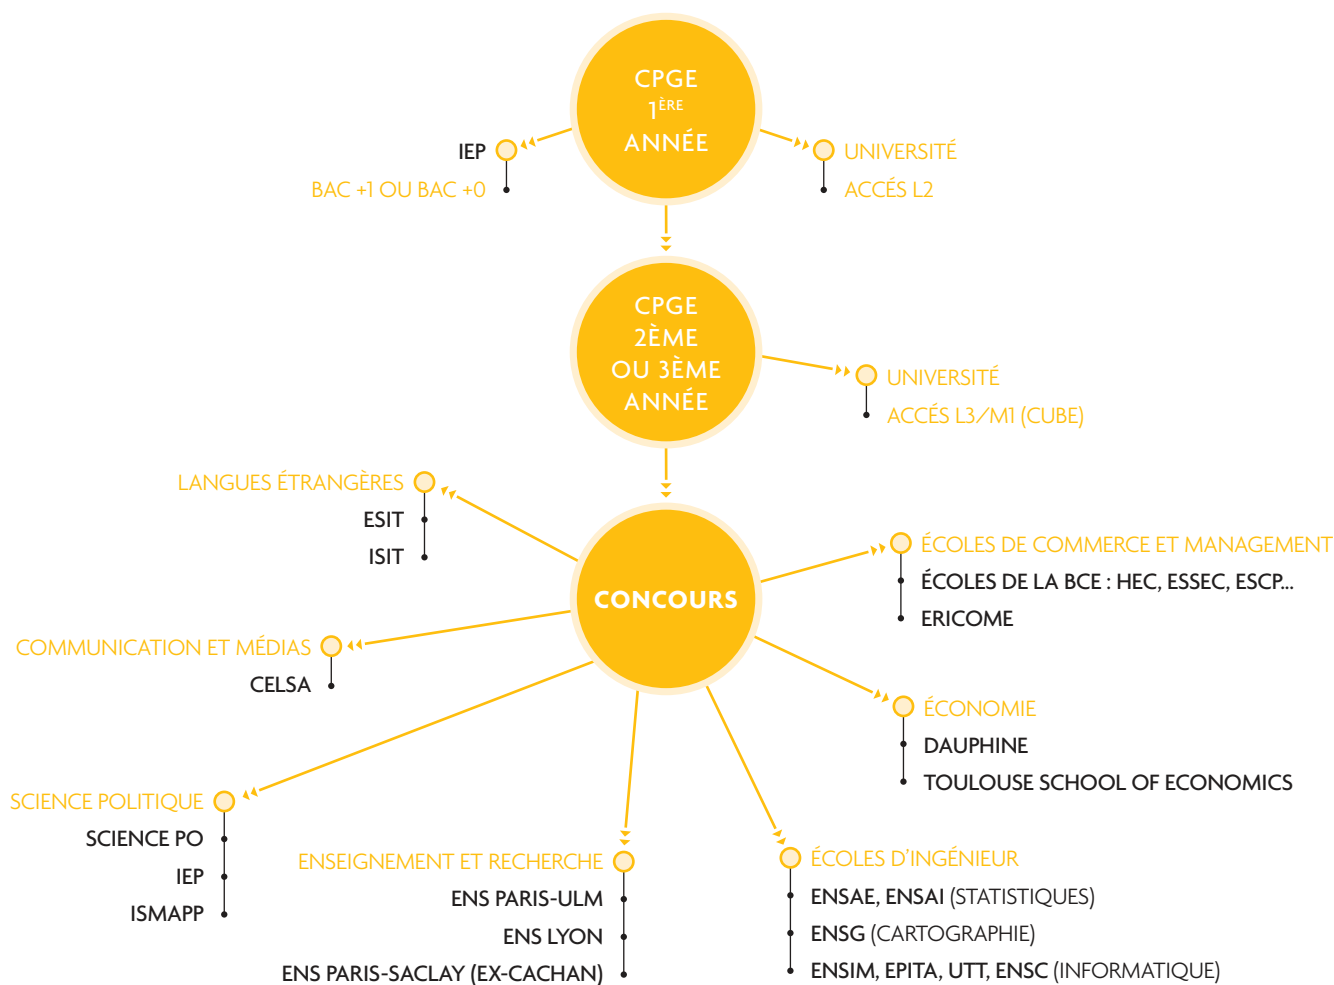 CPGE
1ÈRE
ANNÉE
IEP
BAC +1 OU BAC +0
UNIVERSITÉ
ACCÉS L2
CPGE
2ÈME
OU 3ÈME
ANNÉE
UNIVERSITÉ
ACCÉS L3/M1 (CUBE)
CONCOURS
LANGUES ÉTRANGÈRES
ESIT
ISIT
COMMUNICATION ET MÉDIAS
CELSA
SCIENCE POLITIQUE
SCIENCE PO
IEP
ISMAPP
ENSEIGNEMENT ET RECHERCHE
ENS PARIS-ULM
ENS LYON
ENS PARIS-SACLAY (EX-CACHAN)
ÉCOLES D'INGÉNIEUR
ENSAE, ENSAI (STATISTIQUES)
ENSG (CARTOGRAPHIE)
ENSIM, EPITA, UTT, ENSC (INFORMATIQUE)
ÉCONOMIE
DAUPHINE
TOULOUSE SCHOOL OF ECONOMICS
ÉCOLES DE COMMERCE ET MANAGEMENT
ÉCOLES DE LA BCE : HEC, ESSEC, ESCP...
ERICOME